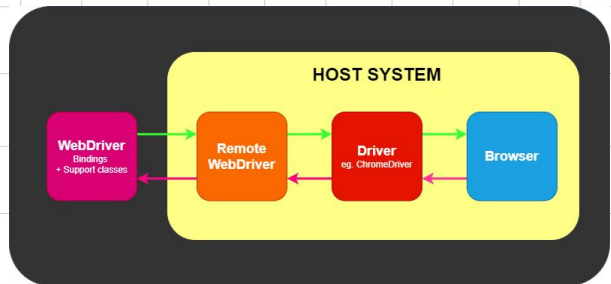 HOST SYSTEM
WebDriver
Bindings
+ Support classes
Remote
WebDriver
Driver
eg. ChromeDriver
Browser